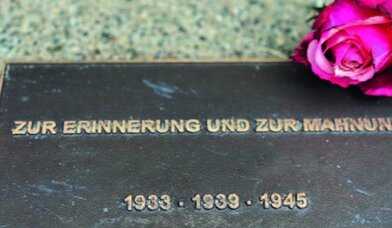 ZUR ERINNERUNG UND ZUR MAHNUN
1933 · 1939 · 1945